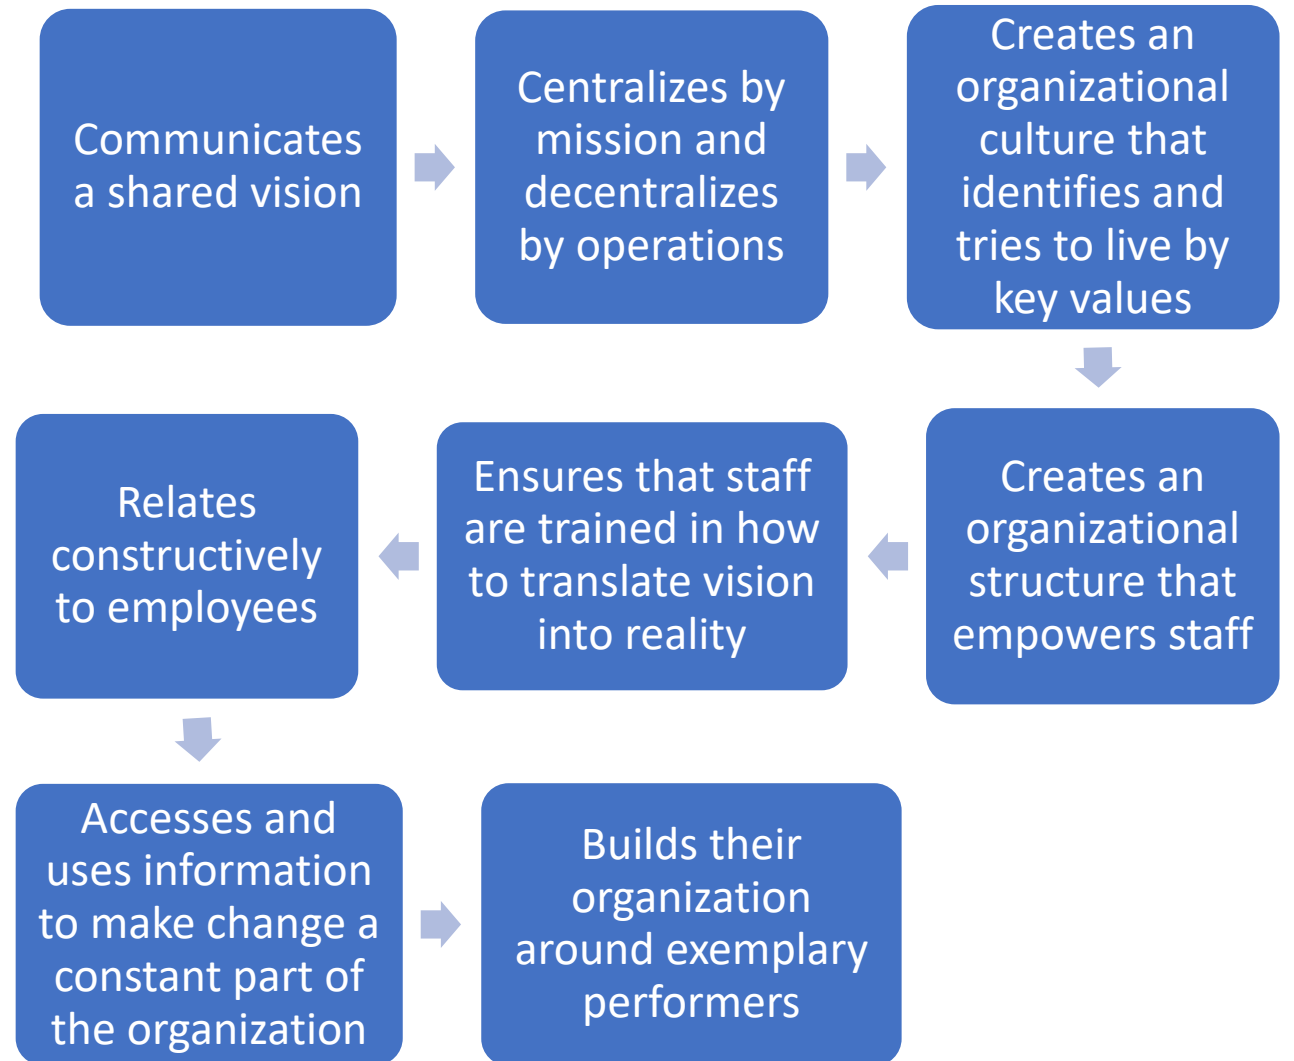 Communicates
a shared vision
Centralizes by
mission and
decentralizes
by operations
Creates an
organizational
culture that
identifies and
tries to live by
key values
Creates an
organizational
structure that
empowers staff
Ensures that staff
are trained in how
to translate vision
into reality
Relates
constructively
to employees
Accesses and
uses information
to make change a
constant part of
the organization
Builds their
organization
around exemplary
performers